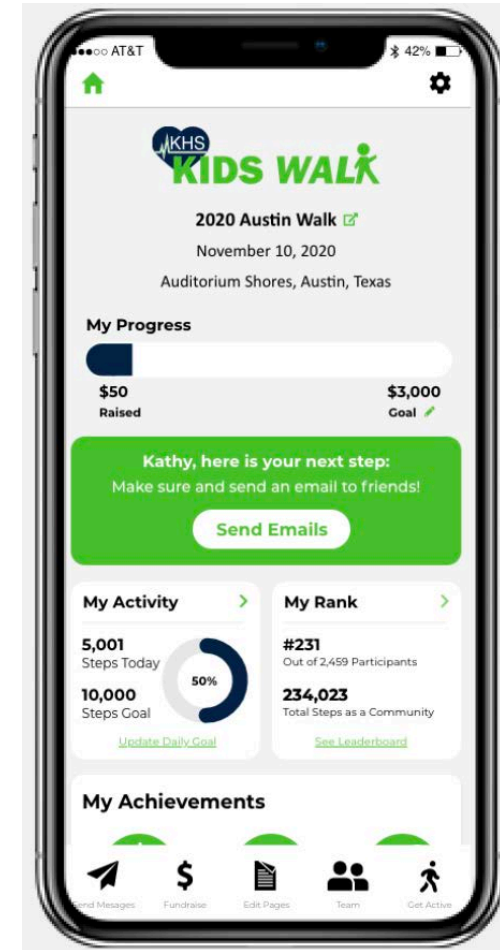 AT&T 42%
KHS
KIDS WALK
2020 Austin Walk
November 10, 2020
Auditorium Shores, Austin, Texas
My Progress
$50 $3,000
Raised Goal
Kathy, here is your next step:
Make sure and send an email to friends!
Send Emails
My Activity > My Rank >
5,001 #231
Steps Today Out of 2,459 Participants
50%
10,000 234,023
Steps Goal Total Steps as a Community
Update Daily Goal See Leaderboard
My Achievements
$
end Mesages Fundraise Edit Pages Team Get Active